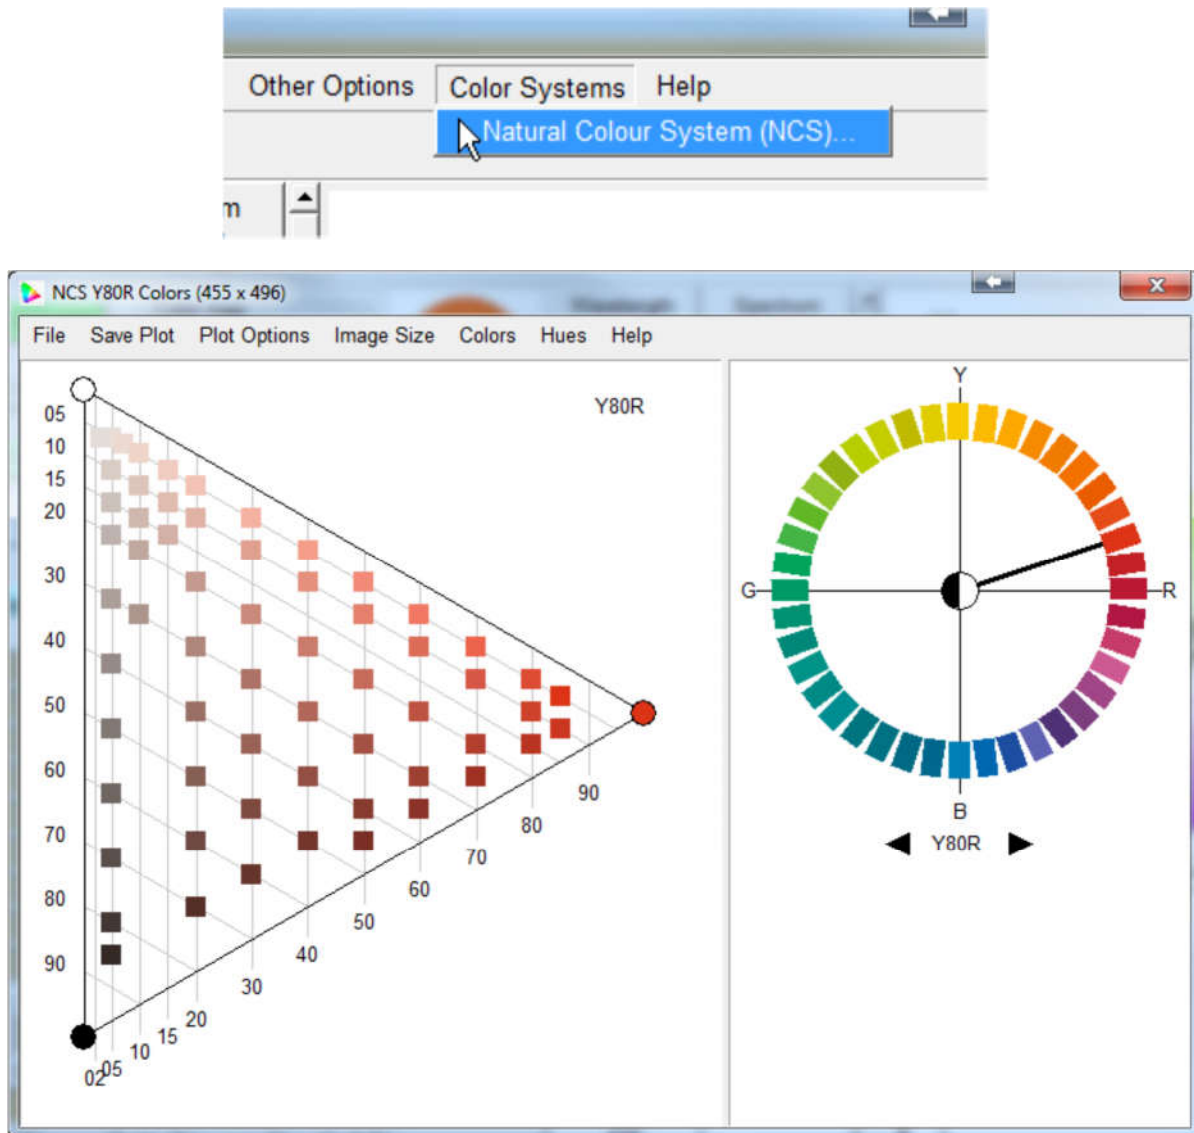 Other Options Color Systems Help
Natural Colour System (NCS)...
m
NCS Y80R Colors (455 x 496)
File Save Plot Plot Options Image Size Colors Hues Help
Y80R
05
10
15
20
30
40
50
60
70
80
90
02
05
10
15
20
30
40
50
60
70
80
90
Y
G
R
B
Y80R